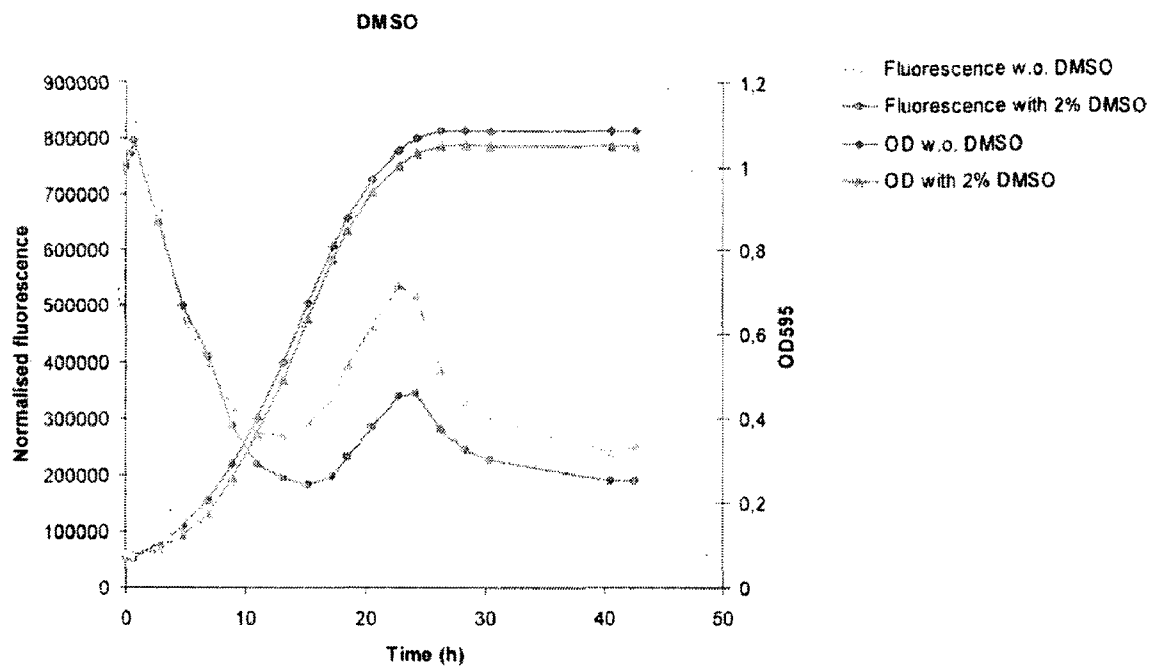 DMSO
Fluorescence w.o. DMSO
Fluorescence with 2% DMSO
OD w.o. DMSO
OD with 2% DMSO
900000
800000
700000
600000
500000
400000
300000
200000
100000
0
Normalised fluorescence
1,2
1
0,8
0,6
0,4
0,2
0
OD595
0
10
20
30
40
50
Time (h)